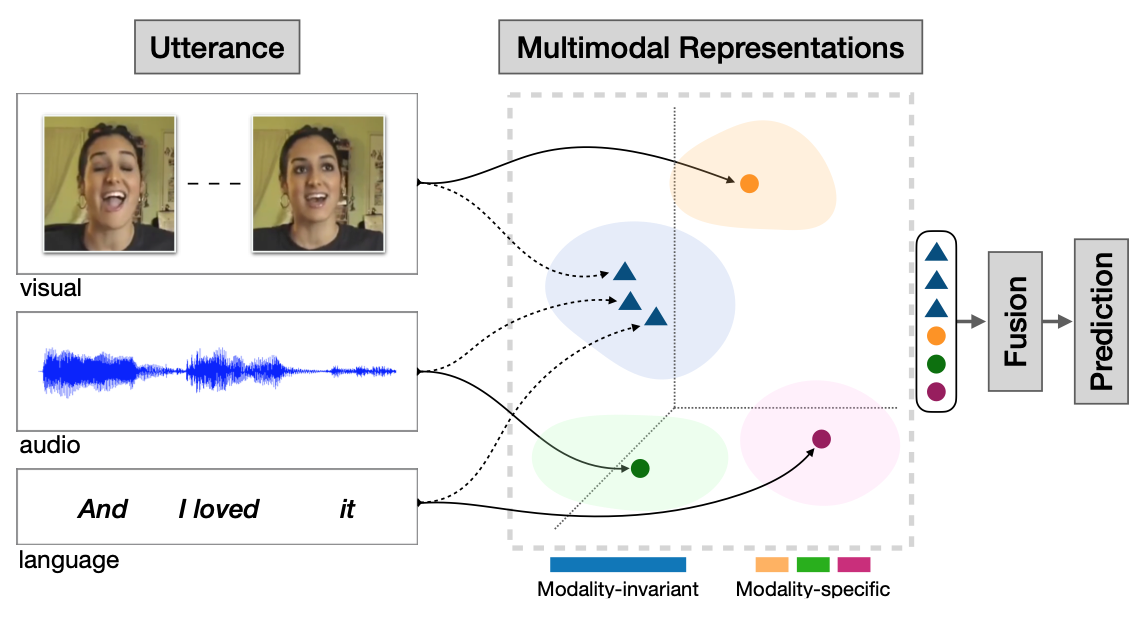 Utterance
Multimodal Representations
visual
audio
And I loved it
language
Modality-invariant
Modality-specific
Fusion
Prediction